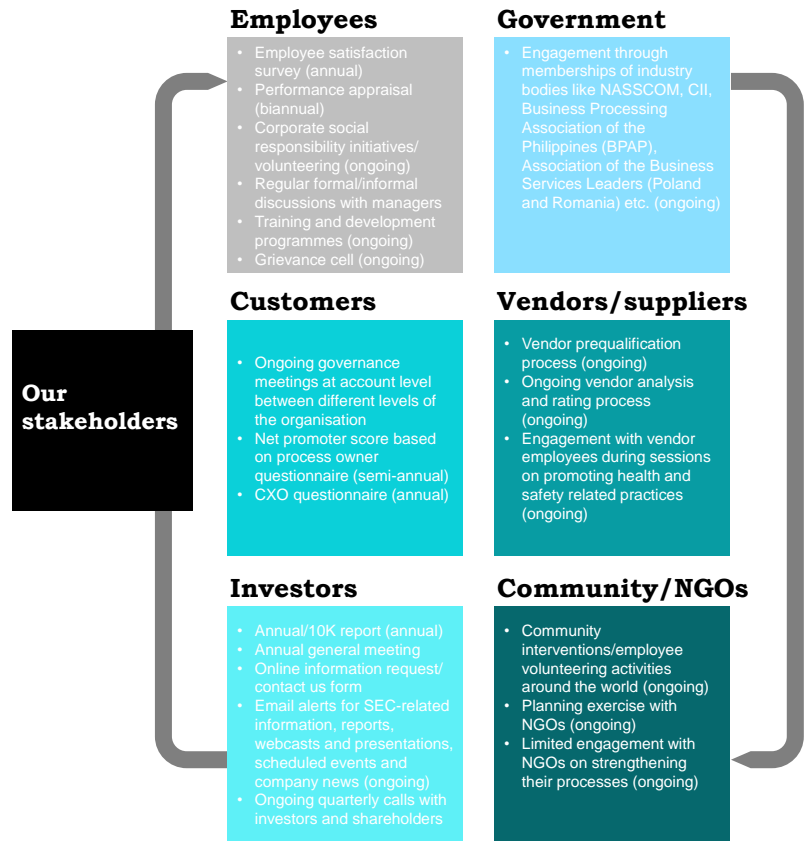 Our
stakeholders
Employees
• Employee satisfaction
survey (annual)
• Performance appraisal
(biannual)
• Corporate social
responsibility initiatives/
volunteering (ongoing)
• Regular formal/informal
discussions with managers
• Training and development
programmes (ongoing)
• Grievance cell (ongoing)
Government
• Engagement through
memberships of industry
bodies like NASSCOM, CII,
Business Processing
Association of the
Philippines (BPAP),
Association of the Business
Services Leaders (Poland
and Romania) etc. (ongoing)
Customers
• Ongoing governance
meetings at account level
between different levels of
the organisation
• Net promoter score based
on process owner
questionnaire (semi-annual)
• CXO questionnaire (annual)
Vendors/suppliers
• Vendor prequalification
process (ongoing)
• Ongoing vendor analysis
and rating process
(ongoing)
• Engagement with vendor
employees during sessions
on promoting health and
safety related practices
(ongoing)
Investors
• Annual/10K report (annual)
• Annual general meeting
• Online information request/
contact us form
• Email alerts for SEC-related
information, reports,
webcasts and presentations,
scheduled events and
company news (ongoing)
• Ongoing quarterly calls with
investors and shareholders
Community/NGOs
• Community
interventions/employee
volunteering activities
around the world (ongoing)
• Planning exercise with
NGOs (ongoing)
• Limited engagement with
NGOs on strengthening
their processes (ongoing)